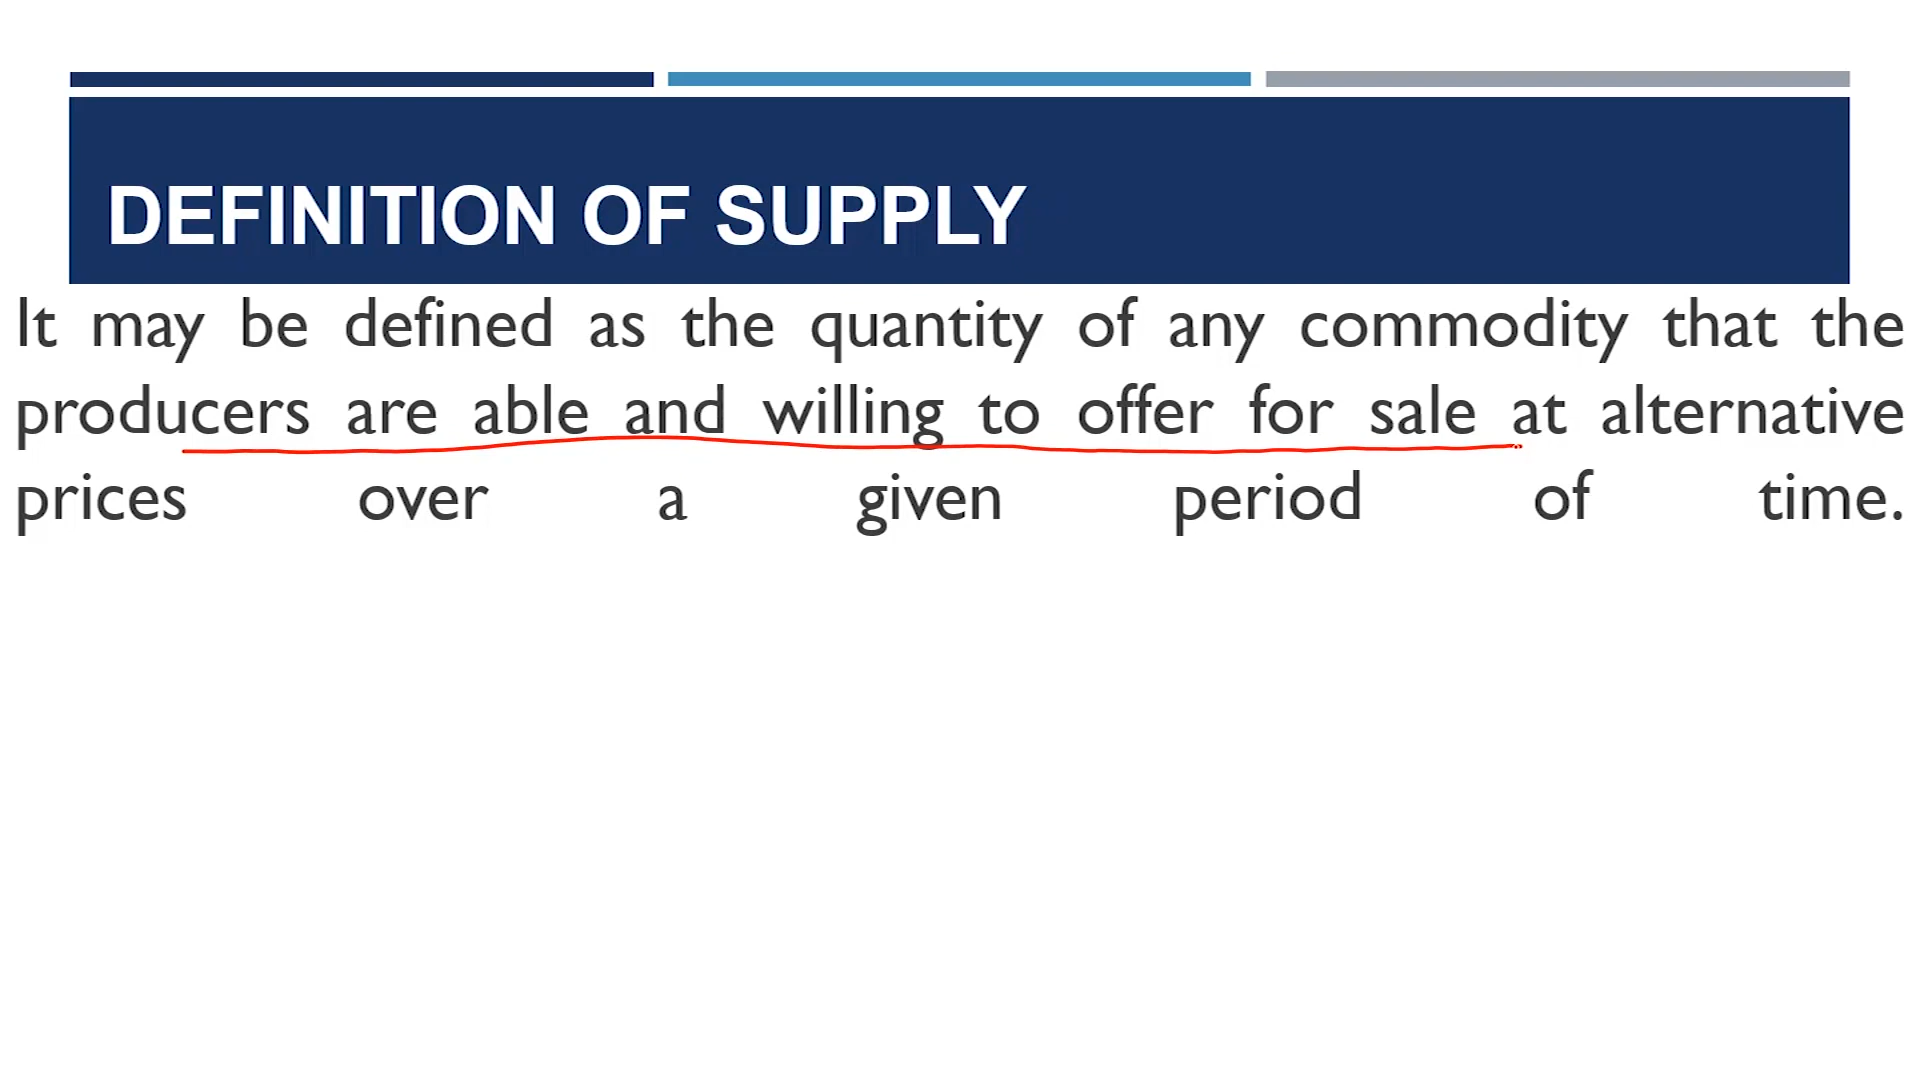 DEFINITION OF SUPPLY
It may be defined as the quantity of any commodity that the
producers are able and willing to offer for sale at alternative
prices over a given period of time.